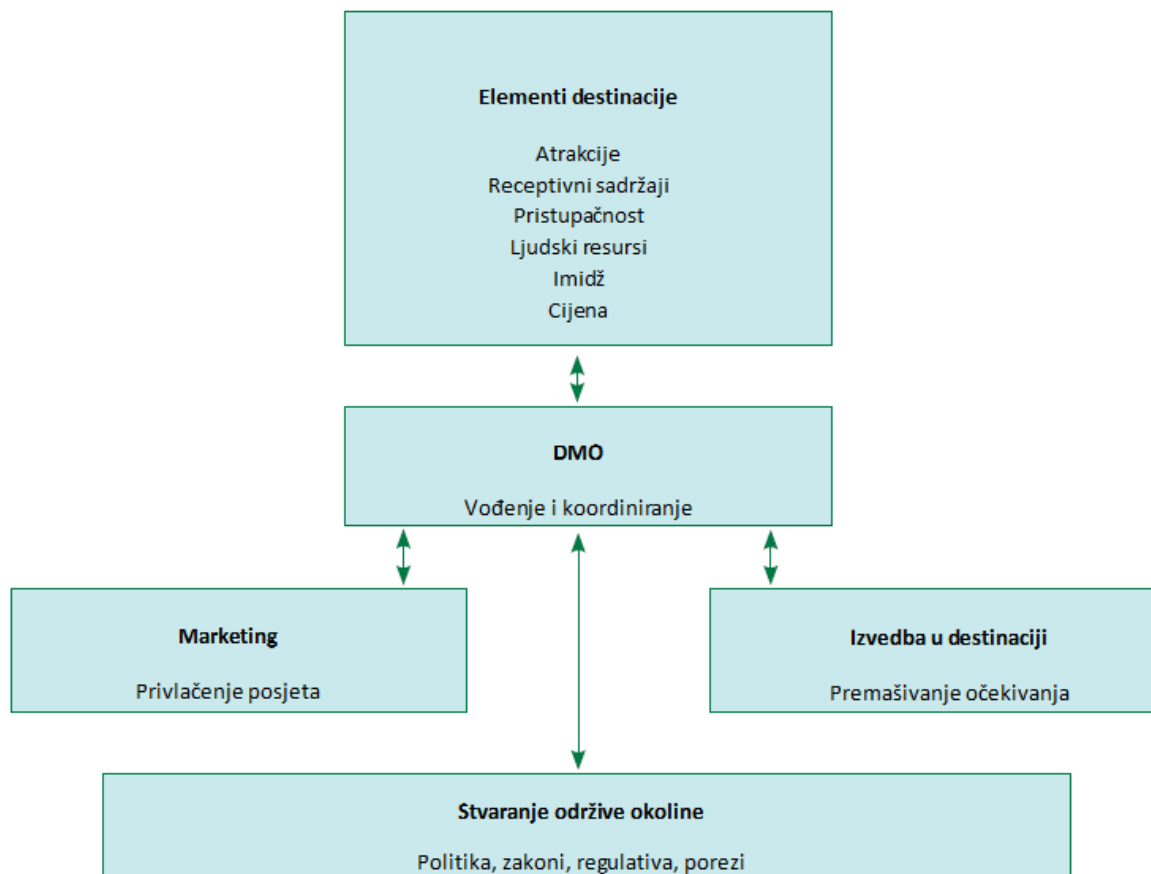 Elementi destinacije
Atrakcije
Receptivni sadržaji
Pristupačnost
Ljudski resursi
Imidž
Cijena
DMO
Vođenje i koordiniranje
Marketing
Privlačenje posjeta
Izvedba u destinaciji
Premašivanje očekivanja
Stvaranje održive okoline
Politika, zakoni, regulativa, porezi